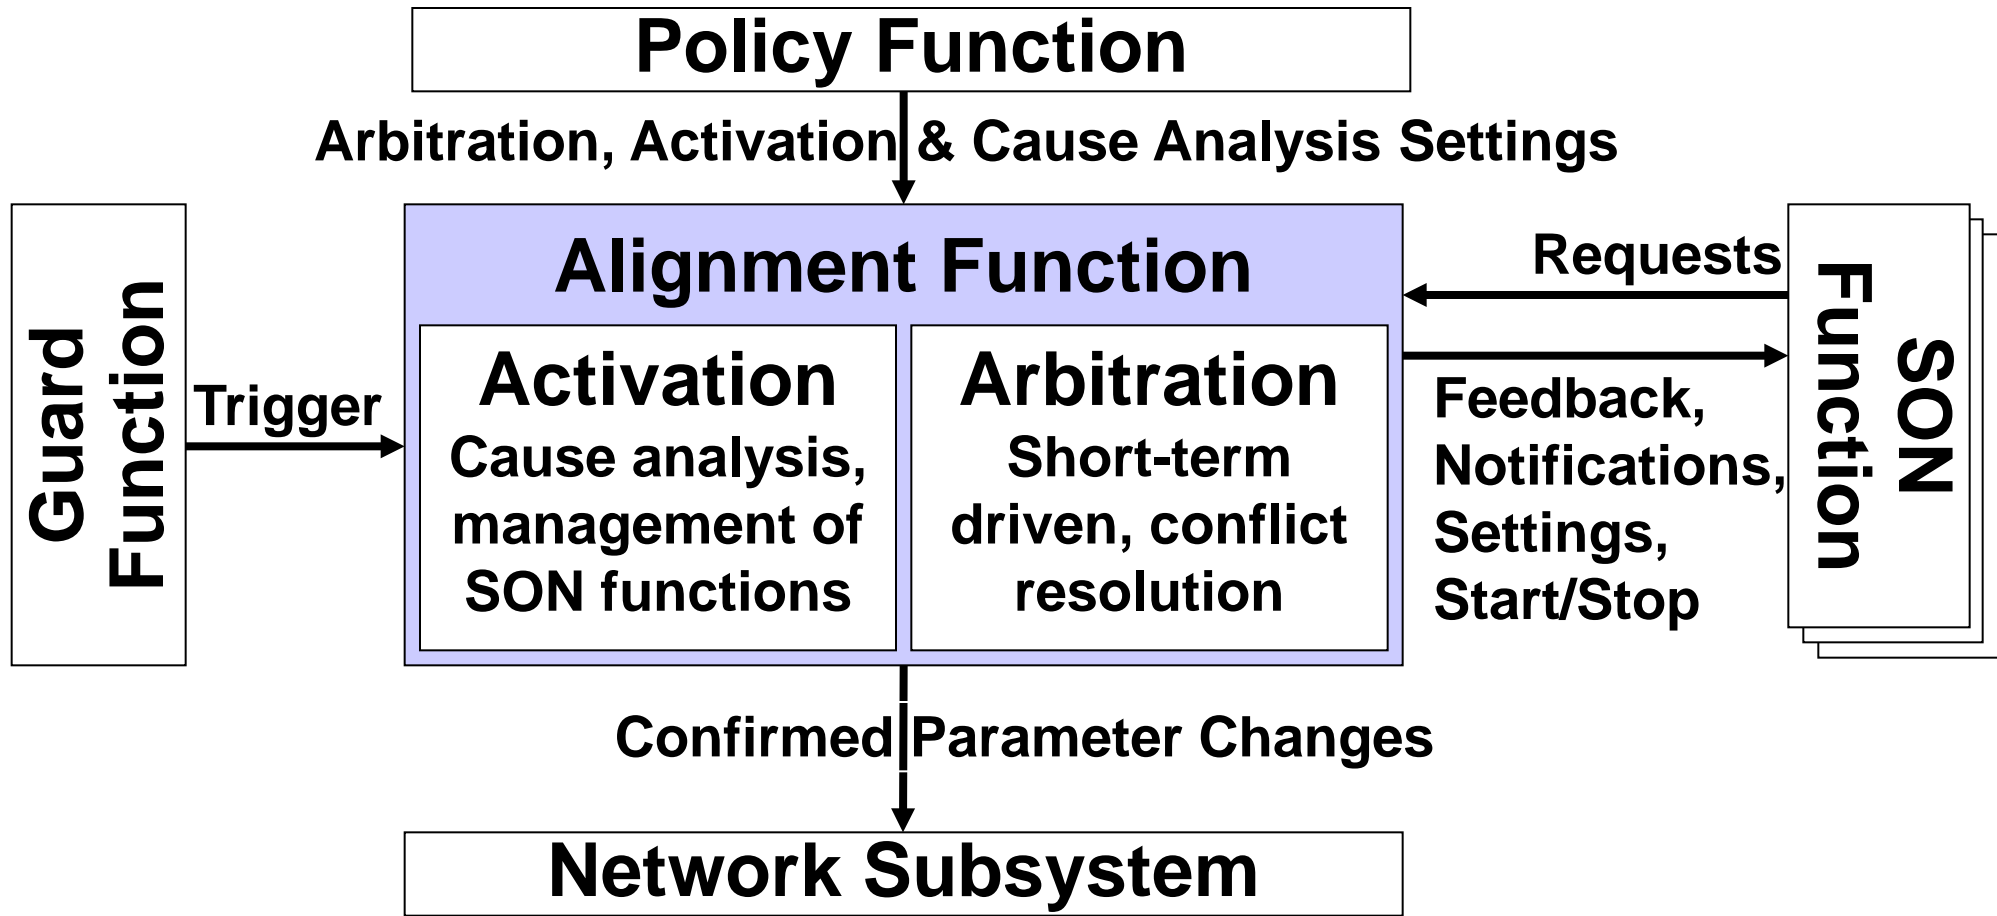 Policy Function
Arbitration, Activation & Cause Analysis Settings
Guard
Function
Trigger
Alignment Function
Activation
Cause analysis,
management of
SON functions
Arbitration
Short-term
driven, conflict
resolution
Requests
Feedback,
Notifications,
Settings,
Start/Stop
SON
Function
Confirmed Parameter Changes
Network Subsystem